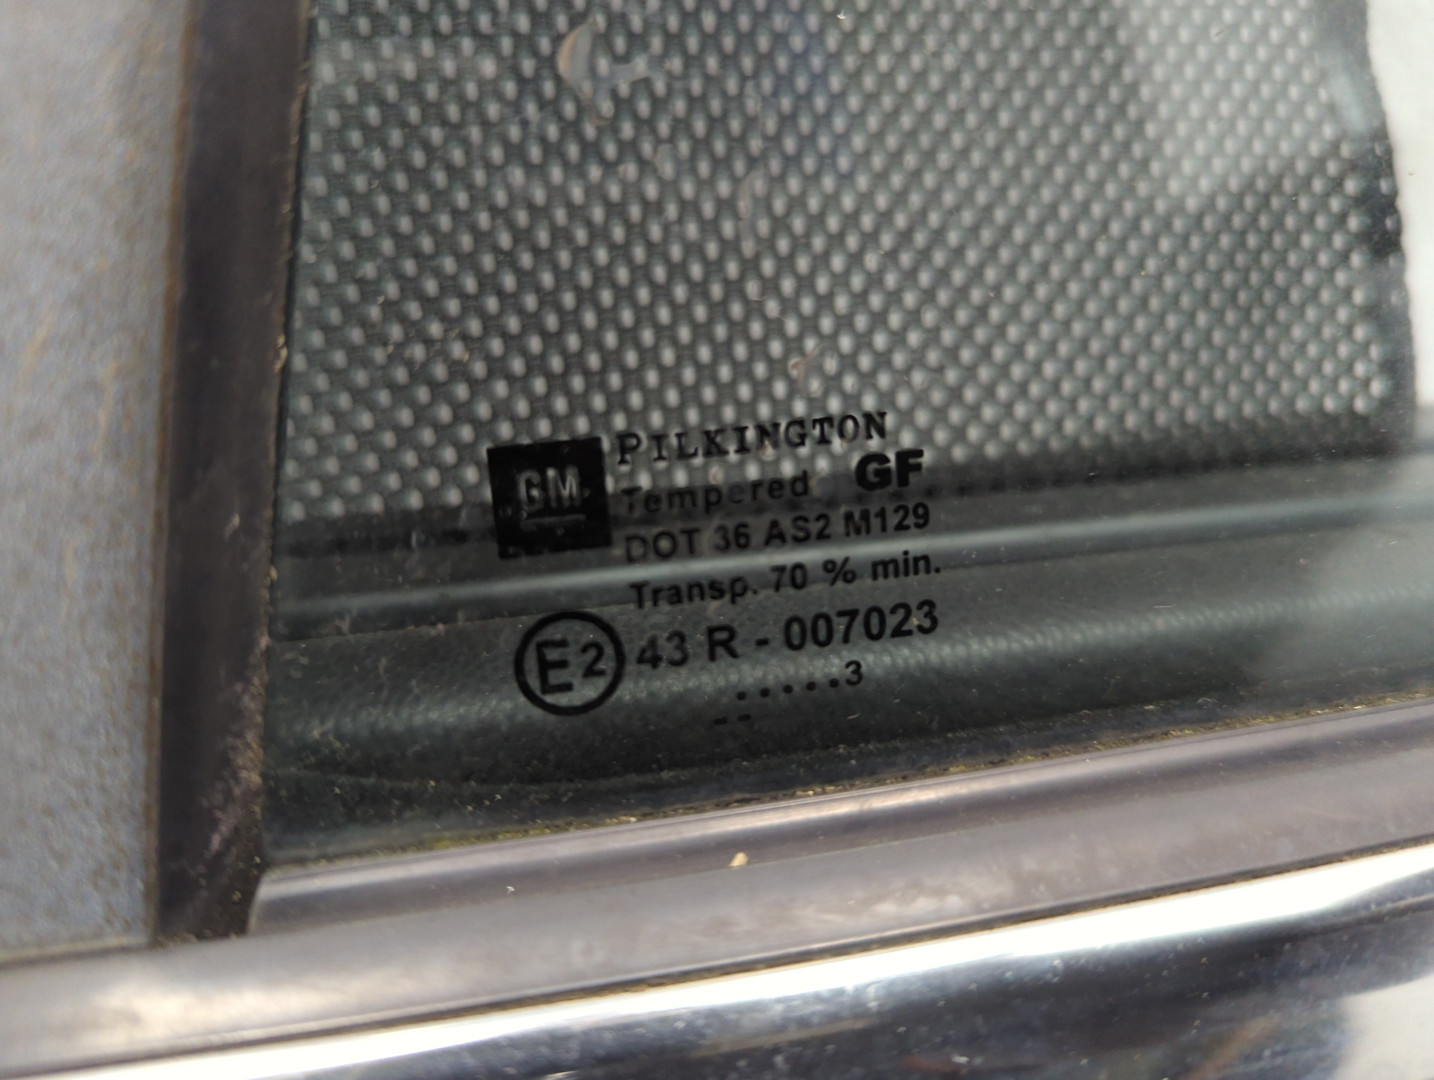 GM
PILKINGTON
Tempered GF
DOT 36 AS2 M129
Transp. 70 % min.
E2 43 R - 007023
.....3
--